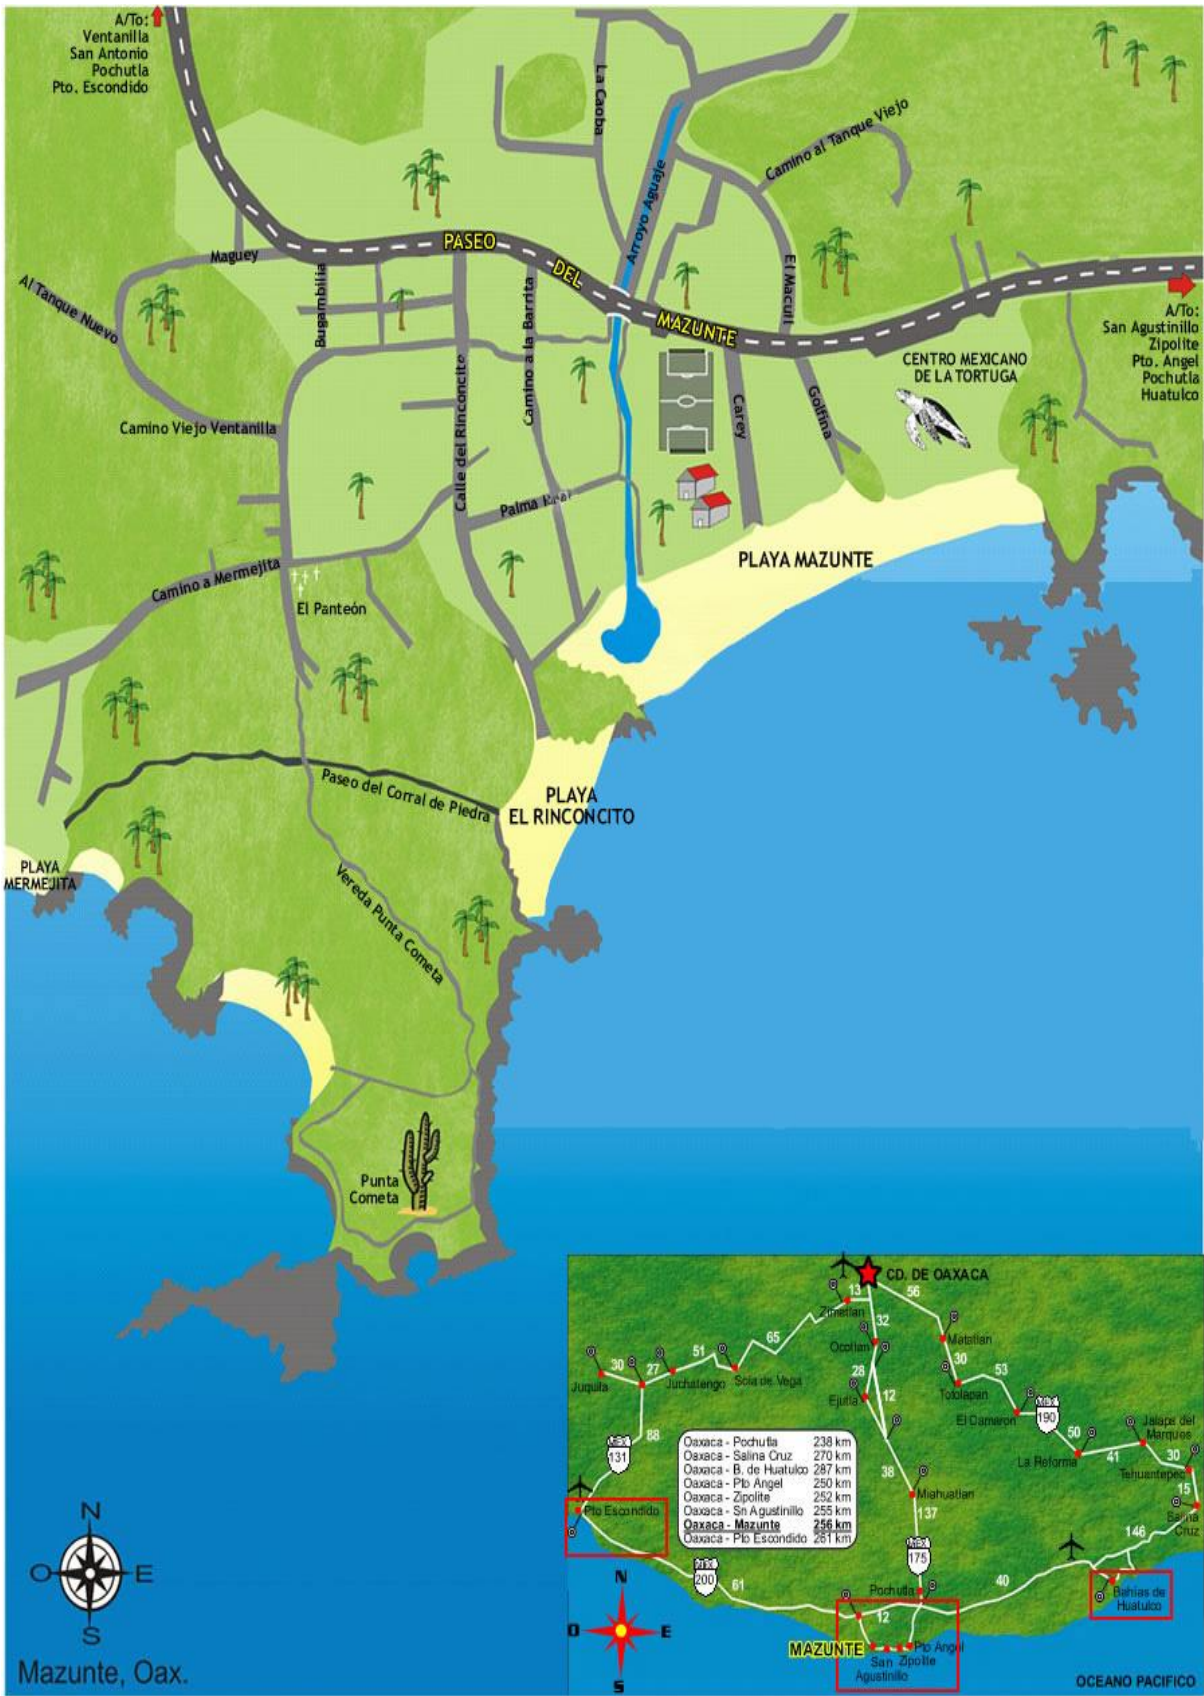 A/To:
Ventanilla
San Antonio
Pochutla
Pto. Escondido
La Caoba
Camino al Tanque Viejo
Arroyo Aguaje
PASEO
DEL
MAZUNTE
Maguey
Bugambilia
Al Tanque Nuevo
Camino a la Barrita
El Macuil
A/To:
San Agustinillo
Zipolite
Pto. Angel
Pochutla
Huatulco
CENTRO MEXICANO
DE LA TORTUGA
Calle del Rinconcite
Carey
Golfina
Camino Viejo Ventanilla
Palma Real
PLAYA MAZUNTE
Camino a Mermejita
El Panteón
Paseo del Corral de Piedra
PLAYA
EL RINCONCITO
PLAYA
MERMEJITA
Vereda Punta Cometa
Punta
Cometa
N
O
E
S
Mazunte, Oax.
CD. DE OAXACA
13
56
32
65
Ocotlan
Matatlan
51
30
27
Juquila
Juchatengo
Sola de Vega
28
12
30
53
Ejutla
Totolapan
El Camaron
MEX
190
50
Jalapa del
Marques
41
30
La Reforma
Tehuantepec
88
MEX
131
38
15
Oaxaca - Pochutla 238 km
Oaxaca - Salina Cruz 270 km
Oaxaca - B. de Huatulco 287 km
Oaxaca - Pto Angel 250 km
Oaxaca - Zipolite 252 km
Oaxaca - Sn Agustinillo 255 km
Oaxaca - Mazunte 256 km
Oaxaca - Pto Escondido 261 km
Miahuatlan
137
Salina
Cruz
Pto Escondido
146
MEX
175
MEX
200
61
40
Pochutla
Bahias de
Huatulco
12
N
O
E
S
MAZUNTE
Pto Angel
San
Agustinillo
Zipolite
OCEANO PACIFICO